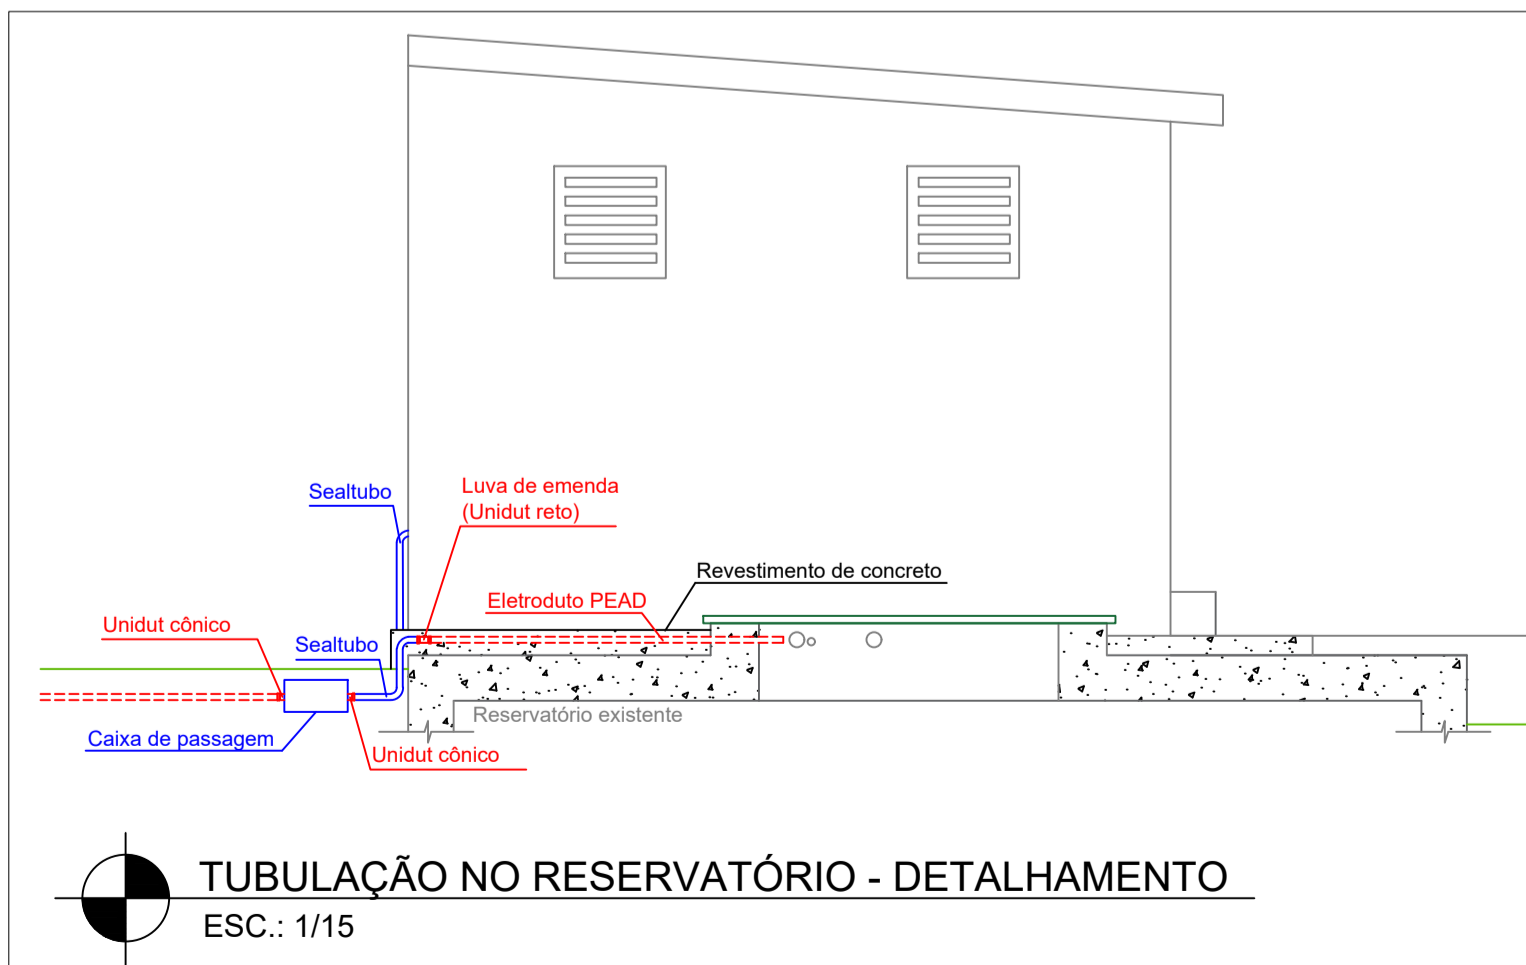 Sealtubo
Luva de emenda
(Unidut reto)
Revestimento de concreto
Eletroduto PEAD
Unidut cônico
Sealtubo
Reservatório existente
Caixa de passagem
Unidut cônico
TUBULAÇÃO NO RESERVATÓRIO - DETALHAMENTO
ESC.: 1/15